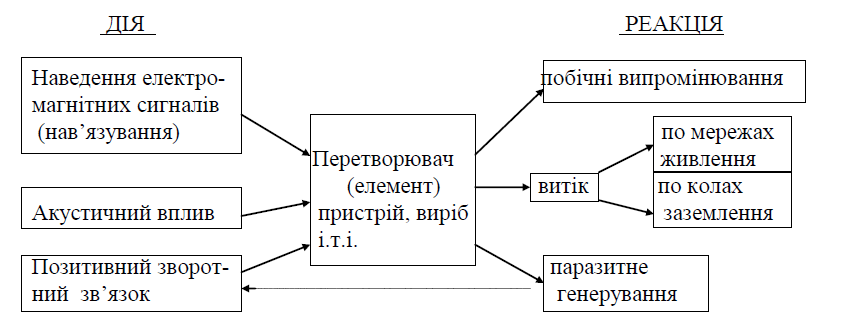 ДІЯ
РЕАКЦІЯ
Наведення електро-
магнітних сигналів
(нав’язування)
Акустичний вплив
Позитивний зворот-
ний зв’язок
Перетворювач
(елемент)
пристрій, виріб
і.т.і.
побічні випромінювання
витік
по мережах
живлення
по колах
заземлення
паразитне
генерування